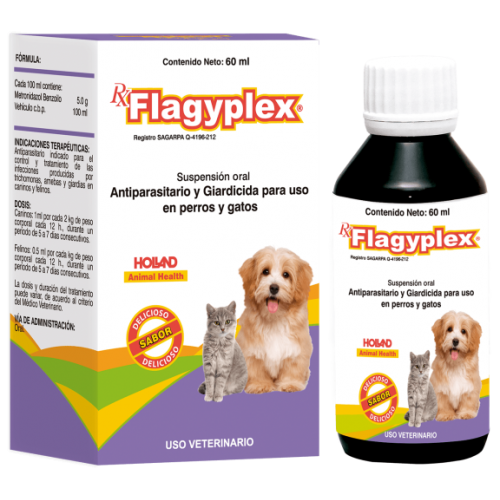 FÓRMULA:
Cada 100 ml contiene:
Metronidazol Benzoilo 5.0 g
Vehículo c.b.p. 100 ml
INDICACIONES TERAPÉUTICAS:
Antiparasitario indicado para el
control y tratamiento de las
infecciones producidas por
trichomonas, amebas y giardias en
caninos y felinos.
DOSIS:
Caninos: 1ml por cada 2 kg de peso
corporal cada 12 h., durante un
período de 5 a 7 días consecutivos.
Felinos: 0.5 ml por cada kg de peso
corporal cada 12 h., durante un
período de 5 a 7 días consecutivos.
La dosis y duración del tratamiento
puede variar, de acuerdo al criterio
del Médico Veterinario.
VÍA DE ADMINISTRACIÓN:
Oral.
Contenido Neto: 60 ml
Rx Flagyplex®
Registro SAGARPA Q-4196-212
Suspensión oral
Antiparasitario y Giardicida para uso
en perros y gatos
HOLLAND
Animal Health
DELICIOSO
SABOR
DELICIOSO
USO VETERINARIO
Contenido Neto: 60 ml
Rx Flagyplex®
Registro SAGARPA Q-4196-212
Suspensión oral
Antiparasitario y Giardicida para uso
en perros y gatos
HOLLAND
Animal Health
DELICIOSO
SABOR
DELICIOSO
USO VETERINARIO